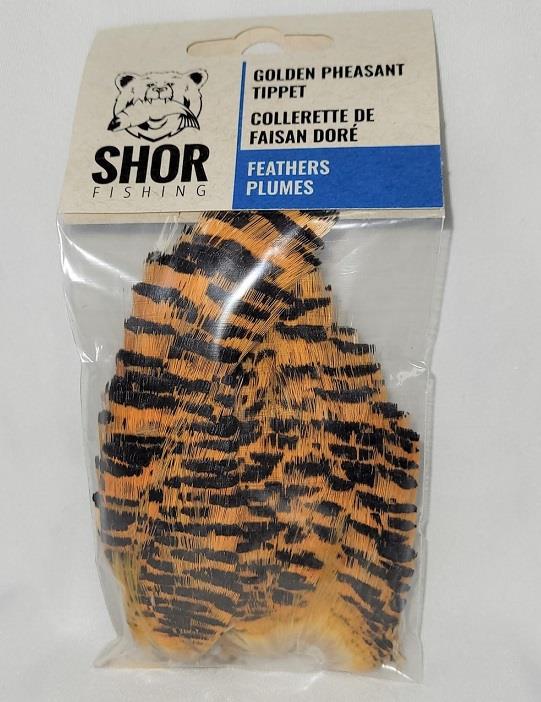 SHOR
FISHING
GOLDEN PHEASANT
TIPPET
COLLERETTE DE
FAISAN DORÉ
FEATHERS
PLUMES